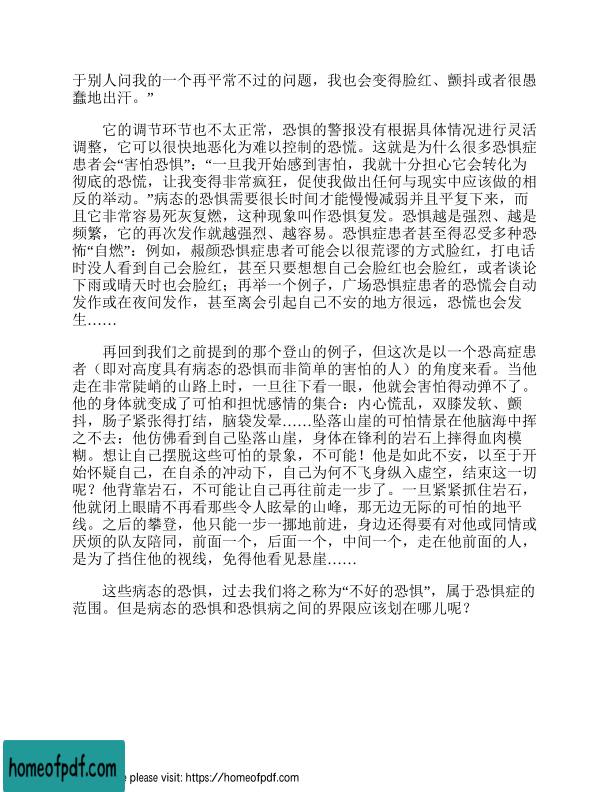 于别人问我的一个再平常不过的问题，我也会变得脸红、颤抖或者很愚
蠢地出汗。”
它的调节环节也不太正常，恐惧的警报没有根据具体情况进行灵活
调整，它可以很快地恶化为难以控制的恐慌。这就是为什么很多恐惧症
患者会“害怕恐惧”：“一旦我开始感到害怕，我就十分担心它会转化为
彻底的恐慌，让我变得非常疯狂，促使我做出任何与现实中应该做的相
反的举动。”病态的恐惧需要很长时间才能慢慢减弱并且平复下来，而
且它非常容易死灰复燃，这种现象叫作恐惧复发。恐惧越是强烈、越是
频繁，它的再次发作就越强烈、越容易。恐惧症患者甚至得忍受多种恐
怖“自燃”：例如，赧颜恐惧症患者可能会以很荒谬的方式脸红，打电话
时没人看到自己会脸红，甚至只要想想自己会脸红也会脸红，或者谈论
下雨或晴天时也会脸红；再举一个例子，广场恐惧症患者的恐慌会自动
发作或在夜间发作，甚至离会引起自己不安的地方很远，恐慌也会发
生……
再回到我们之前提到的那个登山的例子，但这次是以一个恐高症患
者（即对高度具有病态的恐惧而非简单的害怕的人）的角度来看。当他
走在非常陡峭的山路上时，一旦往下看一眼，他就会害怕得动弹不了。
他的身体就变成了可怕和担忧感情的集合：内心慌乱，双膝发软、颤
抖，肠子紧张得打结，脑袋发晕……坠落山崖的可怕情景在他脑海中挥
之不去：他仿佛看到自己坠落山崖，身体在锋利的岩石上摔得血肉模
糊。想让自己摆脱这些可怕的景象，不可能！他是如此不安，以至于开
始怀疑自己，在自杀的冲动下，自己为何不飞身纵入虚空，结束这一切
呢？他背靠岩石，不可能让自己再往前走一步了。一旦紧紧抓住岩石，
他就闭上眼睛不再看那些令人眩晕的山峰，那无边无际的可怕的地平
线。之后的攀登，他只能一步一挪地前进，身边还得要有对他或同情或
厌烦的队友陪同，前面一个，后面一个，中间一个，走在他前面的人，
是为了挡住他的视线，免得他看见悬崖……
这些病态的恐惧，过去我们将之称为“不好的恐惧”，属于恐惧症的
范围。但是病态的恐惧和恐惧病之间的界限应该划在哪儿呢？
homeofpdf.com
please visit: https://homeofpdf.com